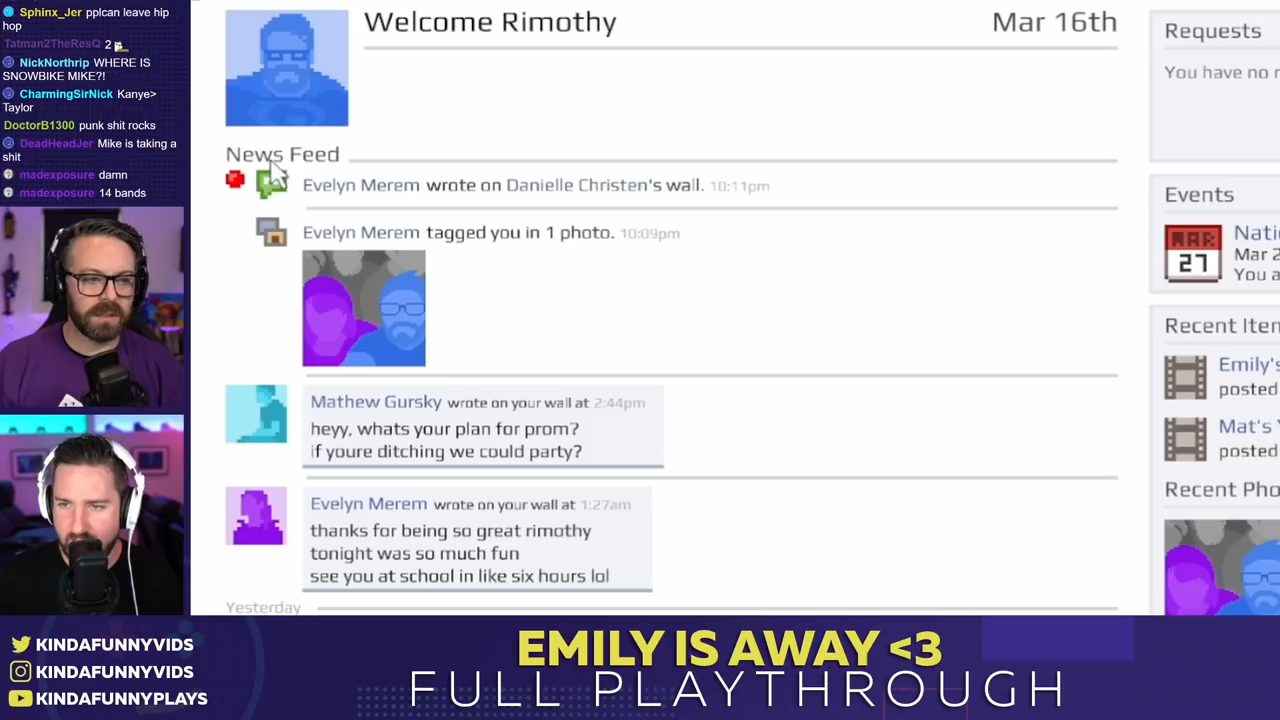 Sphinx_Jer pplcan leave hip
hop
Tatman2TheResQ 2
NickNorthrip WHERE IS
SNOWBIKE MIKE?!
CharmingSirNick Kanye>
Taylor
DoctorB1300 punk shit rocks
DeadHeadJer Mike is taking a
shit
madexposure damn
madexposure 14 bands
Welcome Rimothy
Mar 16th
News Feed
Evelyn Merem wrote on Danielle Christen's wall. 10:11pm
Evelyn Merem tagged you in 1 photo. 10:09pm
Mathew Gursky wrote on your wall at 2:44pm
heyy, whats your plan for prom?
if youre ditching we could party?
Evelyn Merem wrote on your wall at 1:27am
thanks for being so great rimothy
tonight was so much fun
see you at school in like six hours lol
Yesterday
Requests
You have no
Events
MAR
27
Nati
Mar 2
You a
Recent Item
Emily's
posted
Mat's
posted
Recent Pho
KINDAFUNNYVIDS
KINDAFUNNYVIDS
KINDAFUNNYPLAYS
EMILY IS AWAY <3
FULL PLAYTHROUGH